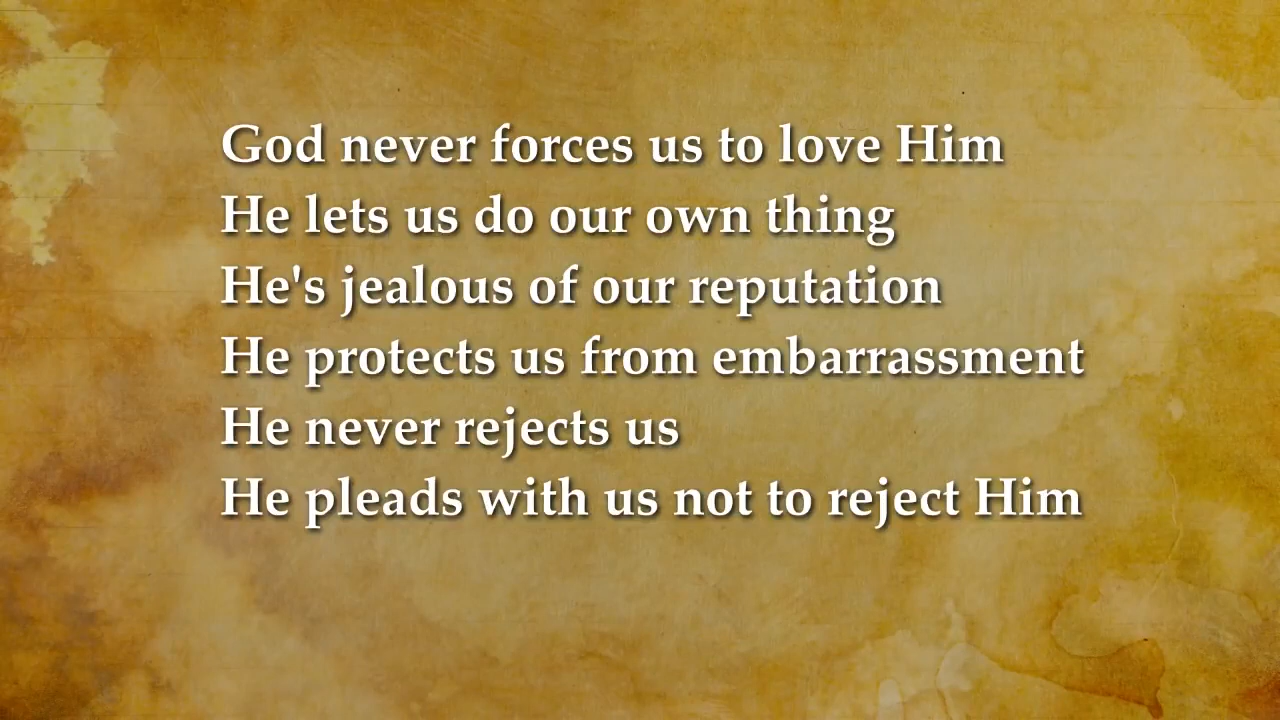 God never forces us to love Him
He lets us do our own thing
He's jealous of our reputation
He protects us from embarrassment
He never rejects us
He pleads with us not to reject Him